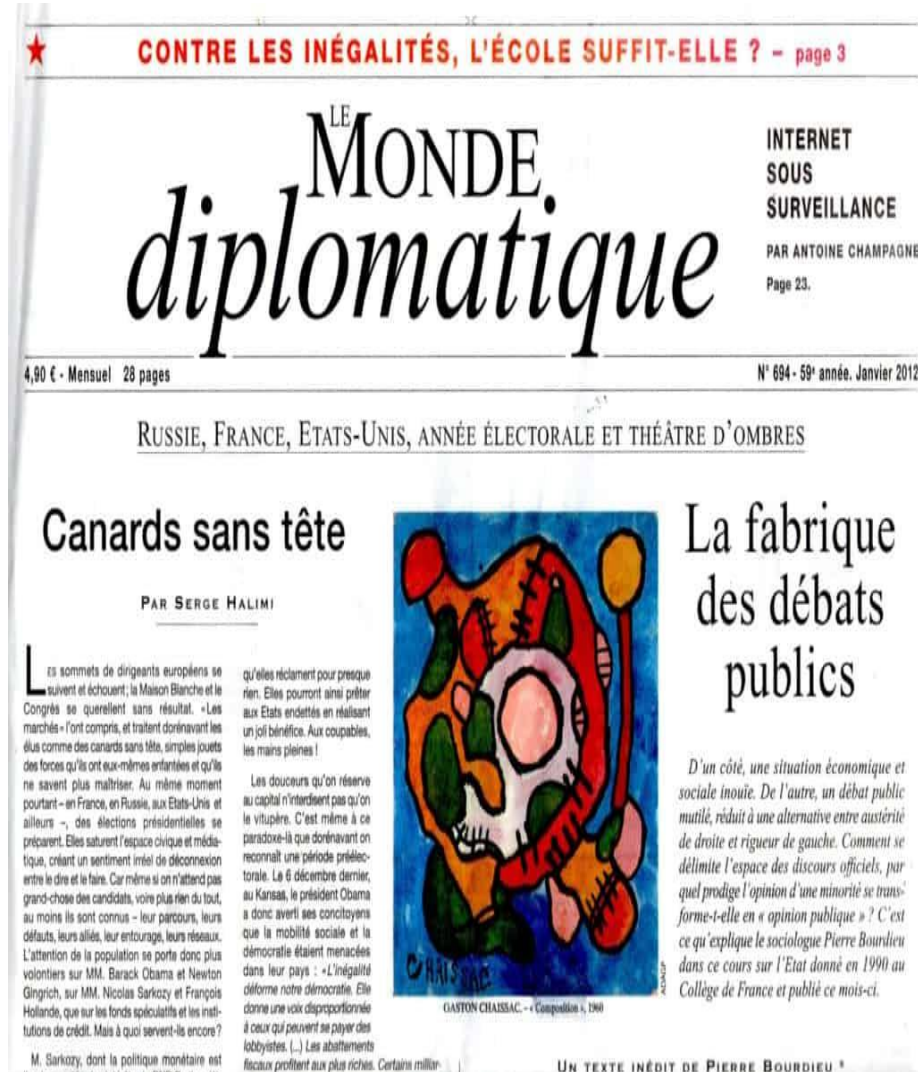 ★ CONTRE LES INÉGALITÉS, L'ÉCOLE SUFFIT-ELLE ? – page 3
LE
MONDE
diplomatique
INTERNET
SOUS
SURVEILLANCE
PAR ANTOINE CHAMPAGNE
Page 23.
4,90 € - Mensuel 28 pages
N° 694 - 59e année. Janvier 2012
RUSSIE, FRANCE, ETATS-UNIS, ANNÉE ÉLECTORALE ET THÉÂTRE D'OMBRES
Canards sans tête
PAR SERGE HALIMI
LES sommets de dirigeants européens se
suivent et échouent ; la Maison Blanche et le
Congrès se querellent sans résultat. « Les
marchés » l'ont compris, et traitent dorénavant les
élus comme des canards sans tête, simples jouets
des forces qu'ils ont eux-mêmes enfantées et qu'ils
ne savent plus maîtriser. Au même moment
pourtant – en France, en Russie, aux Etats-Unis et
ailleurs –, des élections présidentielles se
préparent. Elles saturent l'espace civique et média-
tique, créant un sentiment irréel de déconnexion
entre le dire et le faire. Car même si on n'attend pas
grand-chose des candidats, voire plus rien du tout,
au moins ils sont connus – leur parcours, leurs
défauts, leurs alliés, leur entourage, leurs réseaux.
L'attention de la population se porte donc plus
volontiers sur MM. Barack Obama et Newton
Gingrich, sur MM. Nicolas Sarkozy et François
Hollande, que sur les fonds spéculatifs et les insti-
tutions de crédit. Mais à quoi servent-ils encore ?
M. Sarkozy, dont la politique monétaire est
qu'elles réclament pour presque
rien. Elles pourront ainsi prêter
aux Etats endettés en réalisant
un joli bénéfice. Aux coupables,
les mains pleines !
Les douceurs qu'on réserve
au capital n'interdisent pas qu'on
le vitupère. C'est même à ce
paradoxe-là que dorénavant on
reconnaît une période préélec-
torale. Le 6 décembre dernier,
au Kansas, le président Obama
a donc averti ses concitoyens
que la mobilité sociale et la
démocratie étaient menacées
dans leur pays : « L'inégalité
déforme notre démocratie. Elle
donne une voix disproportionnée
à ceux qui peuvent se payer des
lobbyistes. (...) Les abattements
fiscaux profitent aux plus riches. Certains milliar-
CHAISSAC
ADAGP
GASTON CHAISSAC. – « Composition », 1960
La fabrique
des débats
publics
D'un côté, une situation économique et
sociale inouïe. De l'autre, un débat public
mutilé, réduit à une alternative entre austérité
de droite et rigueur de gauche. Comment se
délimite l'espace des discours officiels, par
quel prodige l'opinion d'une minorité se trans-
forme-t-elle en « opinion publique » ? C'est
ce qu'explique le sociologue Pierre Bourdieu
dans ce cours sur l'Etat donné en 1990 au
Collège de France et publié ce mois-ci.
UN TEXTE INÉDIT DE PIERRE BOURDIEU *